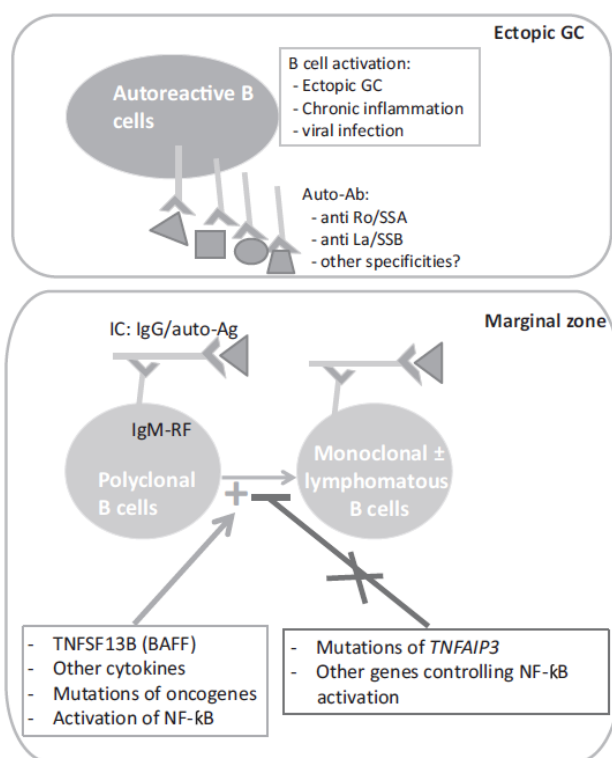 Ectopic GC
Autoreactive B
cells
B cell activation:
- Ectopic GC
- Chronic inflammation
- viral infection
Auto-Ab:
- anti Ro/SSA
- anti La/SSB
- other specificities?
Marginal zone
IC: IgG/auto-Ag
IgM-RF
Polyclonal
B cells
+
Monoclonal ±
lymphomatous
B cells
- TNFSF13B (BAFF)
- Other cytokines
- Mutations of oncogenes
- Activation of NF-ƙB
- Mutations of TNFAIP3
- Other genes controlling NF-ƙB
activation